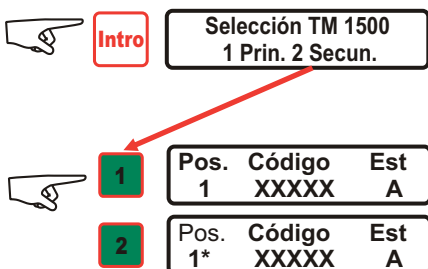 Intro
Selección TM 1500
1 Prin. 2 Secun.
1
Pos. Código Est
1 XXXXX A
2
Pos. Código Est
1* XXXXX A